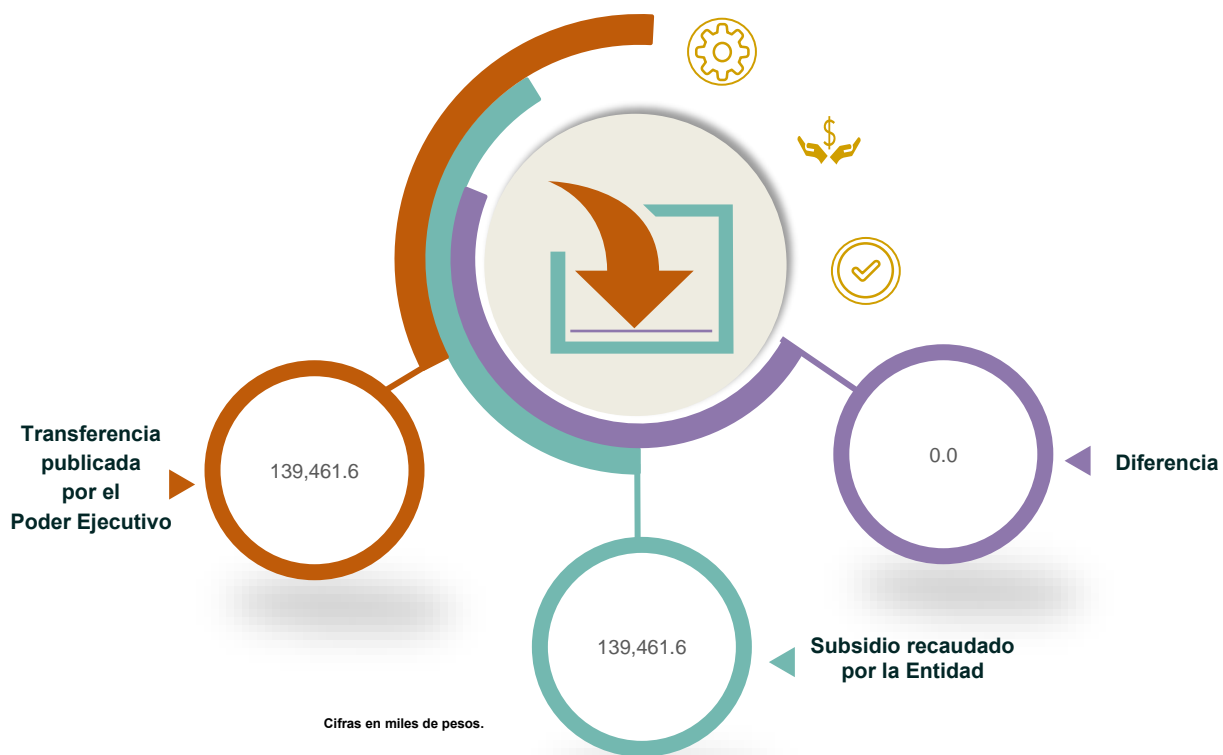 Transferencia
publicada
por el
Poder Ejecutivo
139,461.6
139,461.6
Subsidio recaudado
por la Entidad
0.0
Diferencia
Cifras en miles de pesos.
$